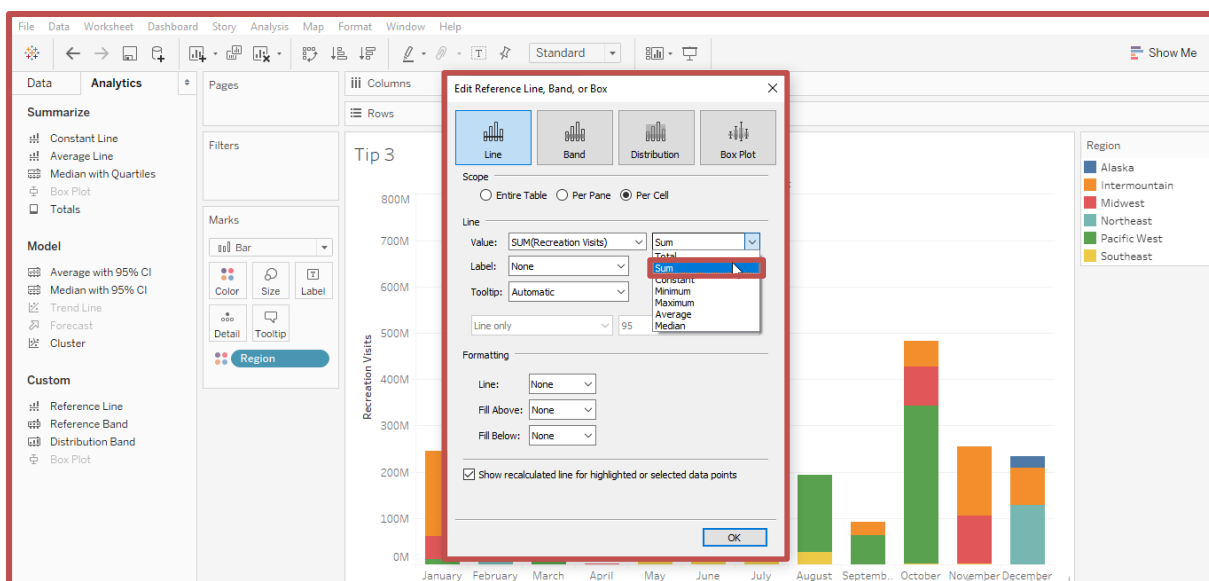 File Data Worksheet Dashboard Story Analysis Map Format Window Help
Standard
Show Me
Data Analytics
Summarize
Constant Line
Average Line
Median with Quartiles
Box Plot
Totals
Model
Average with 95% CI
Median with 95% CI
Trend Line
Forecast
Cluster
Custom
Reference Line
Reference Band
Distribution Band
Box Plot
Pages
Filters
Marks
Bar
Color Size Label
Detail Tooltip
Region
Columns
Rows
Tip 3
Recreation Visits
800M
700M
600M
500M
400M
300M
200M
100M
0M
January February March April May June July August Septemb.. October November December
Edit Reference Line, Band, or Box
Line Band Distribution Box Plot
Scope
Entire Table Per Pane Per Cell
Line
Value: SUM(Recreation Visits) Sum
Label: None
Tooltip: Automatic
Line only 95
Total
Sum
Constant
Minimum
Maximum
Average
Median
Formatting
Line: None
Fill Above: None
Fill Below: None
Show recalculated line for highlighted or selected data points
OK
Region
Alaska
Intermountain
Midwest
Northeast
Pacific West
Southeast